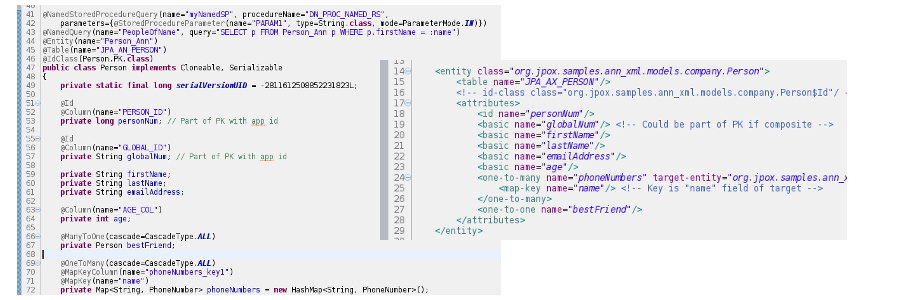 40
41 @NamedStoredProcedureQuery(name="myNamedSP", procedureName="DN_PROC_NAMED_RS",
42 parameters={@StoredProcedureParameter(name="PARAM1", type=String.class, mode=ParameterMode.IN)})
43 @NamedQuery(name="PeopleOfName", query="SELECT p FROM Person_Ann p WHERE p.firstName = :name")
44 @Entity(name="Person_Ann")
45 @Table(name="JPA_AN_PERSON")
46 @IdClass(Person.PK.class)
47 public class Person implements Cloneable, Serializable
48 {
49 private static final long serialVersionUID = -2811612508852231823L;
50
51 @Id
52 @Column(name="PERSON_ID")
53 private long personNum; // Part of PK with app id
54
55 @Id
56 @Column(name="GLOBAL_ID")
57 private String globalNum; // Part of PK with app id
58
59 private String firstName;
60 private String lastName;
61 private String emailAddress;
62
63 @Column(name="AGE_COL")
64 private int age;
65
66 @ManyToOne(cascade=CascadeType.ALL)
67 private Person bestFriend;
68
69 @OneToMany(cascade=CascadeType.ALL)
70 @MapKeyColumn(name="phoneNumbers_key1")
71 @MapKey(name="name")
72 private Map<String, PhoneNumber> phoneNumbers = new HashMap<String, PhoneNumber>();
13
14 <entity class="org.jpox.samples.ann_xml.models.company.Person">
15 <table name="JPA_AX_PERSON"/>
16 <!-- id-class class="org.jpox.samples.ann_xml.models.company.Person$Id"/
17 <attributes>
18 <id name="personNum"/>
19 <basic name="globalNum"/> <!-- Could be part of PK if composite -->
20 <basic name="firstName"/>
21 <basic name="lastName"/>
22 <basic name="emailAddress"/>
23 <basic name="age"/>
24 <one-to-many name="phoneNumbers" target-entity="org.jpox.samples.ann_x
25 <map-key name="name"/> <!-- Key is "name" field of target -->
26 </one-to-many>
27 <one-to-one name="bestFriend"/>
28 </attributes>
29 </entity>